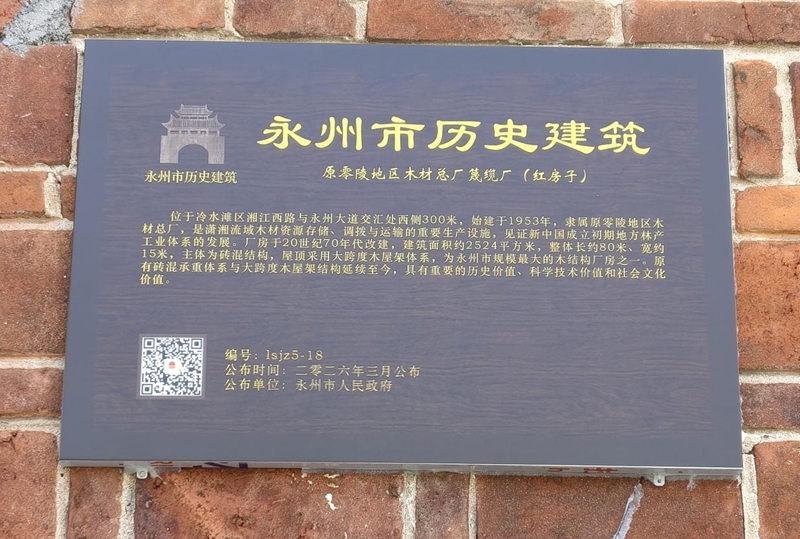 永州市历史建筑
永州市历史建筑
原零陵地区木材总厂篾缆厂（红房子）
位于冷水滩区湘江西路与永州大道交汇处西侧300米，始建于1953年，隶属原零陵地区木
材总厂，是潇湘流域木材资源存储、调拨与运输的重要生产设施，见证新中国成立初期地方林产
工业体系的发展。厂房于20世纪70年代改建，建筑面积约2524平方米，整体长约80米、宽约
15米，主体为砖混结构，屋顶采用大跨度木屋架体系，为永州市规模最大的木结构厂房之一。原
有砖混承重体系与大跨度木屋架结构延续至今，具有重要的历史价值、科学技术价值和社会文化
价值。
编号：lsjz5-18
公布时间：二零二六年三月公布
公布单位：永州市人民政府